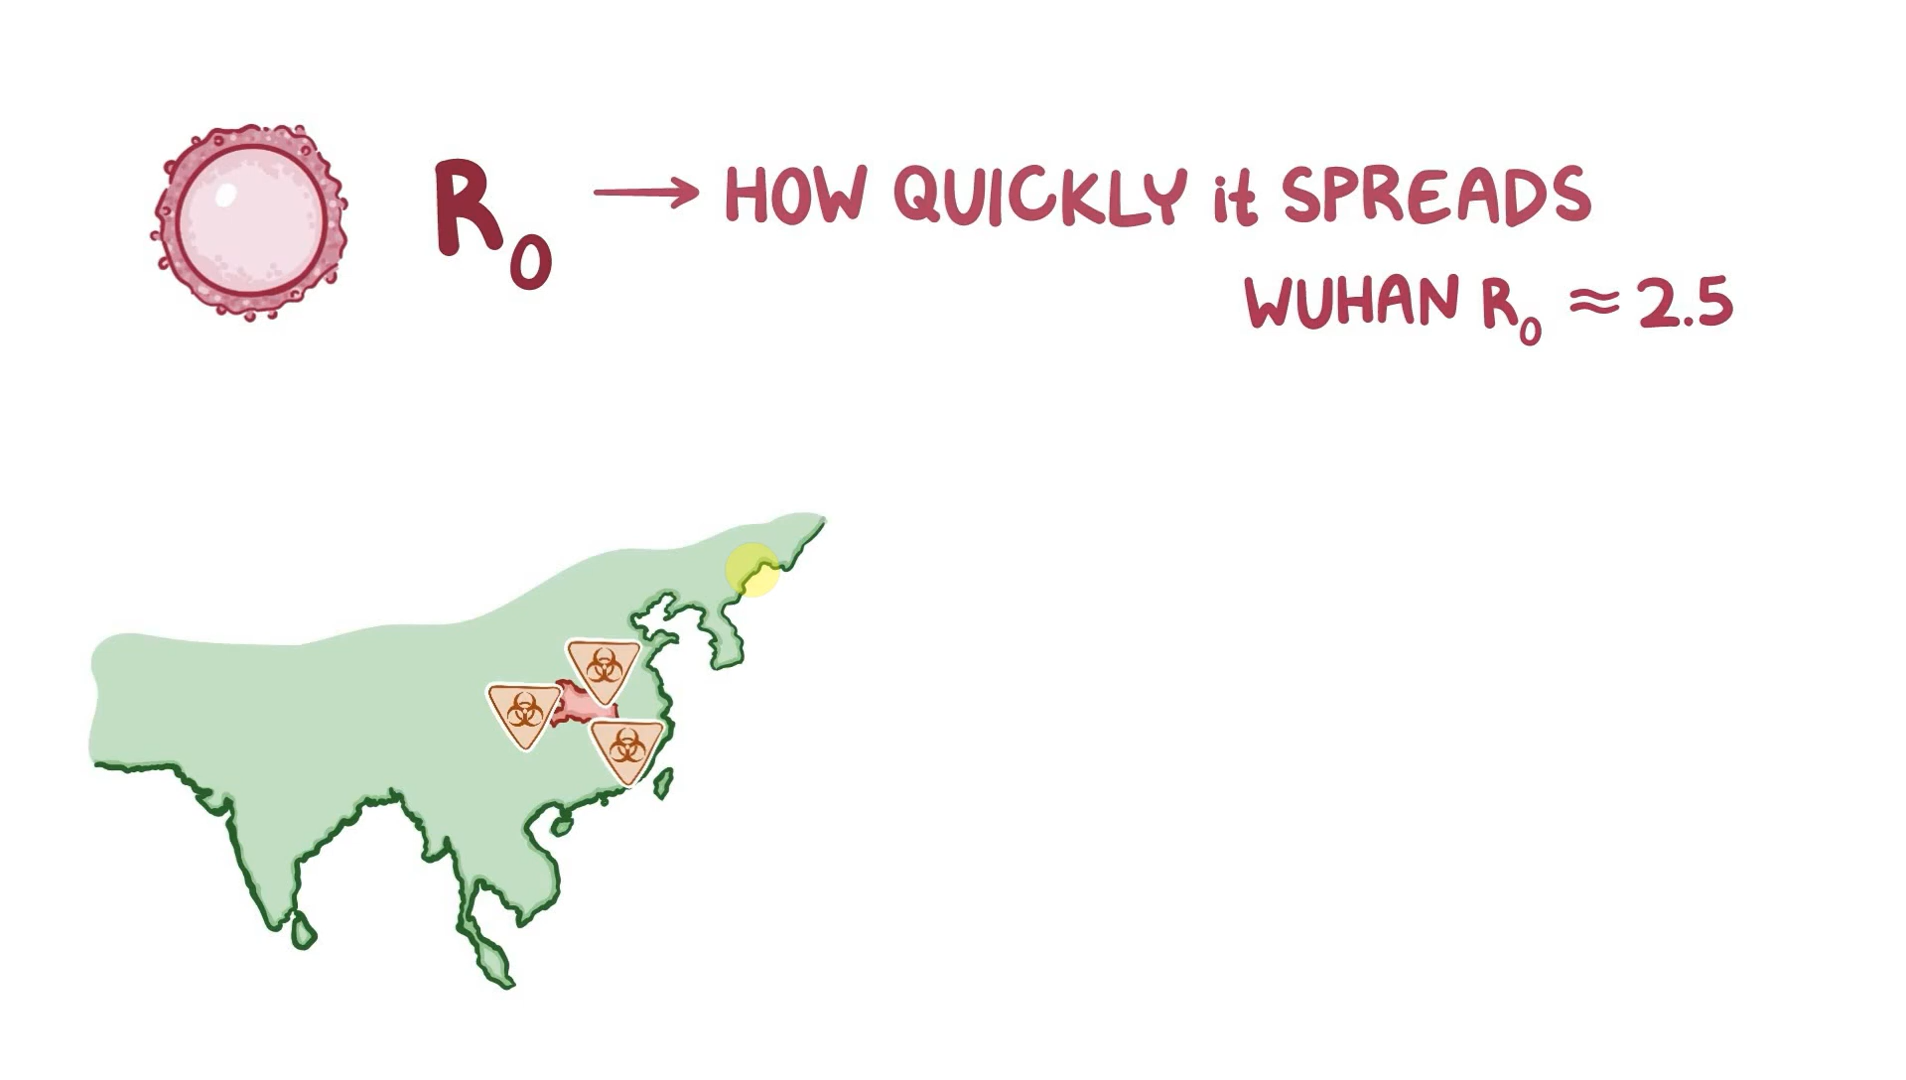 R₀ → HOW QUICKLY it SPREADS
WUHAN R₀ ≈ 2.5